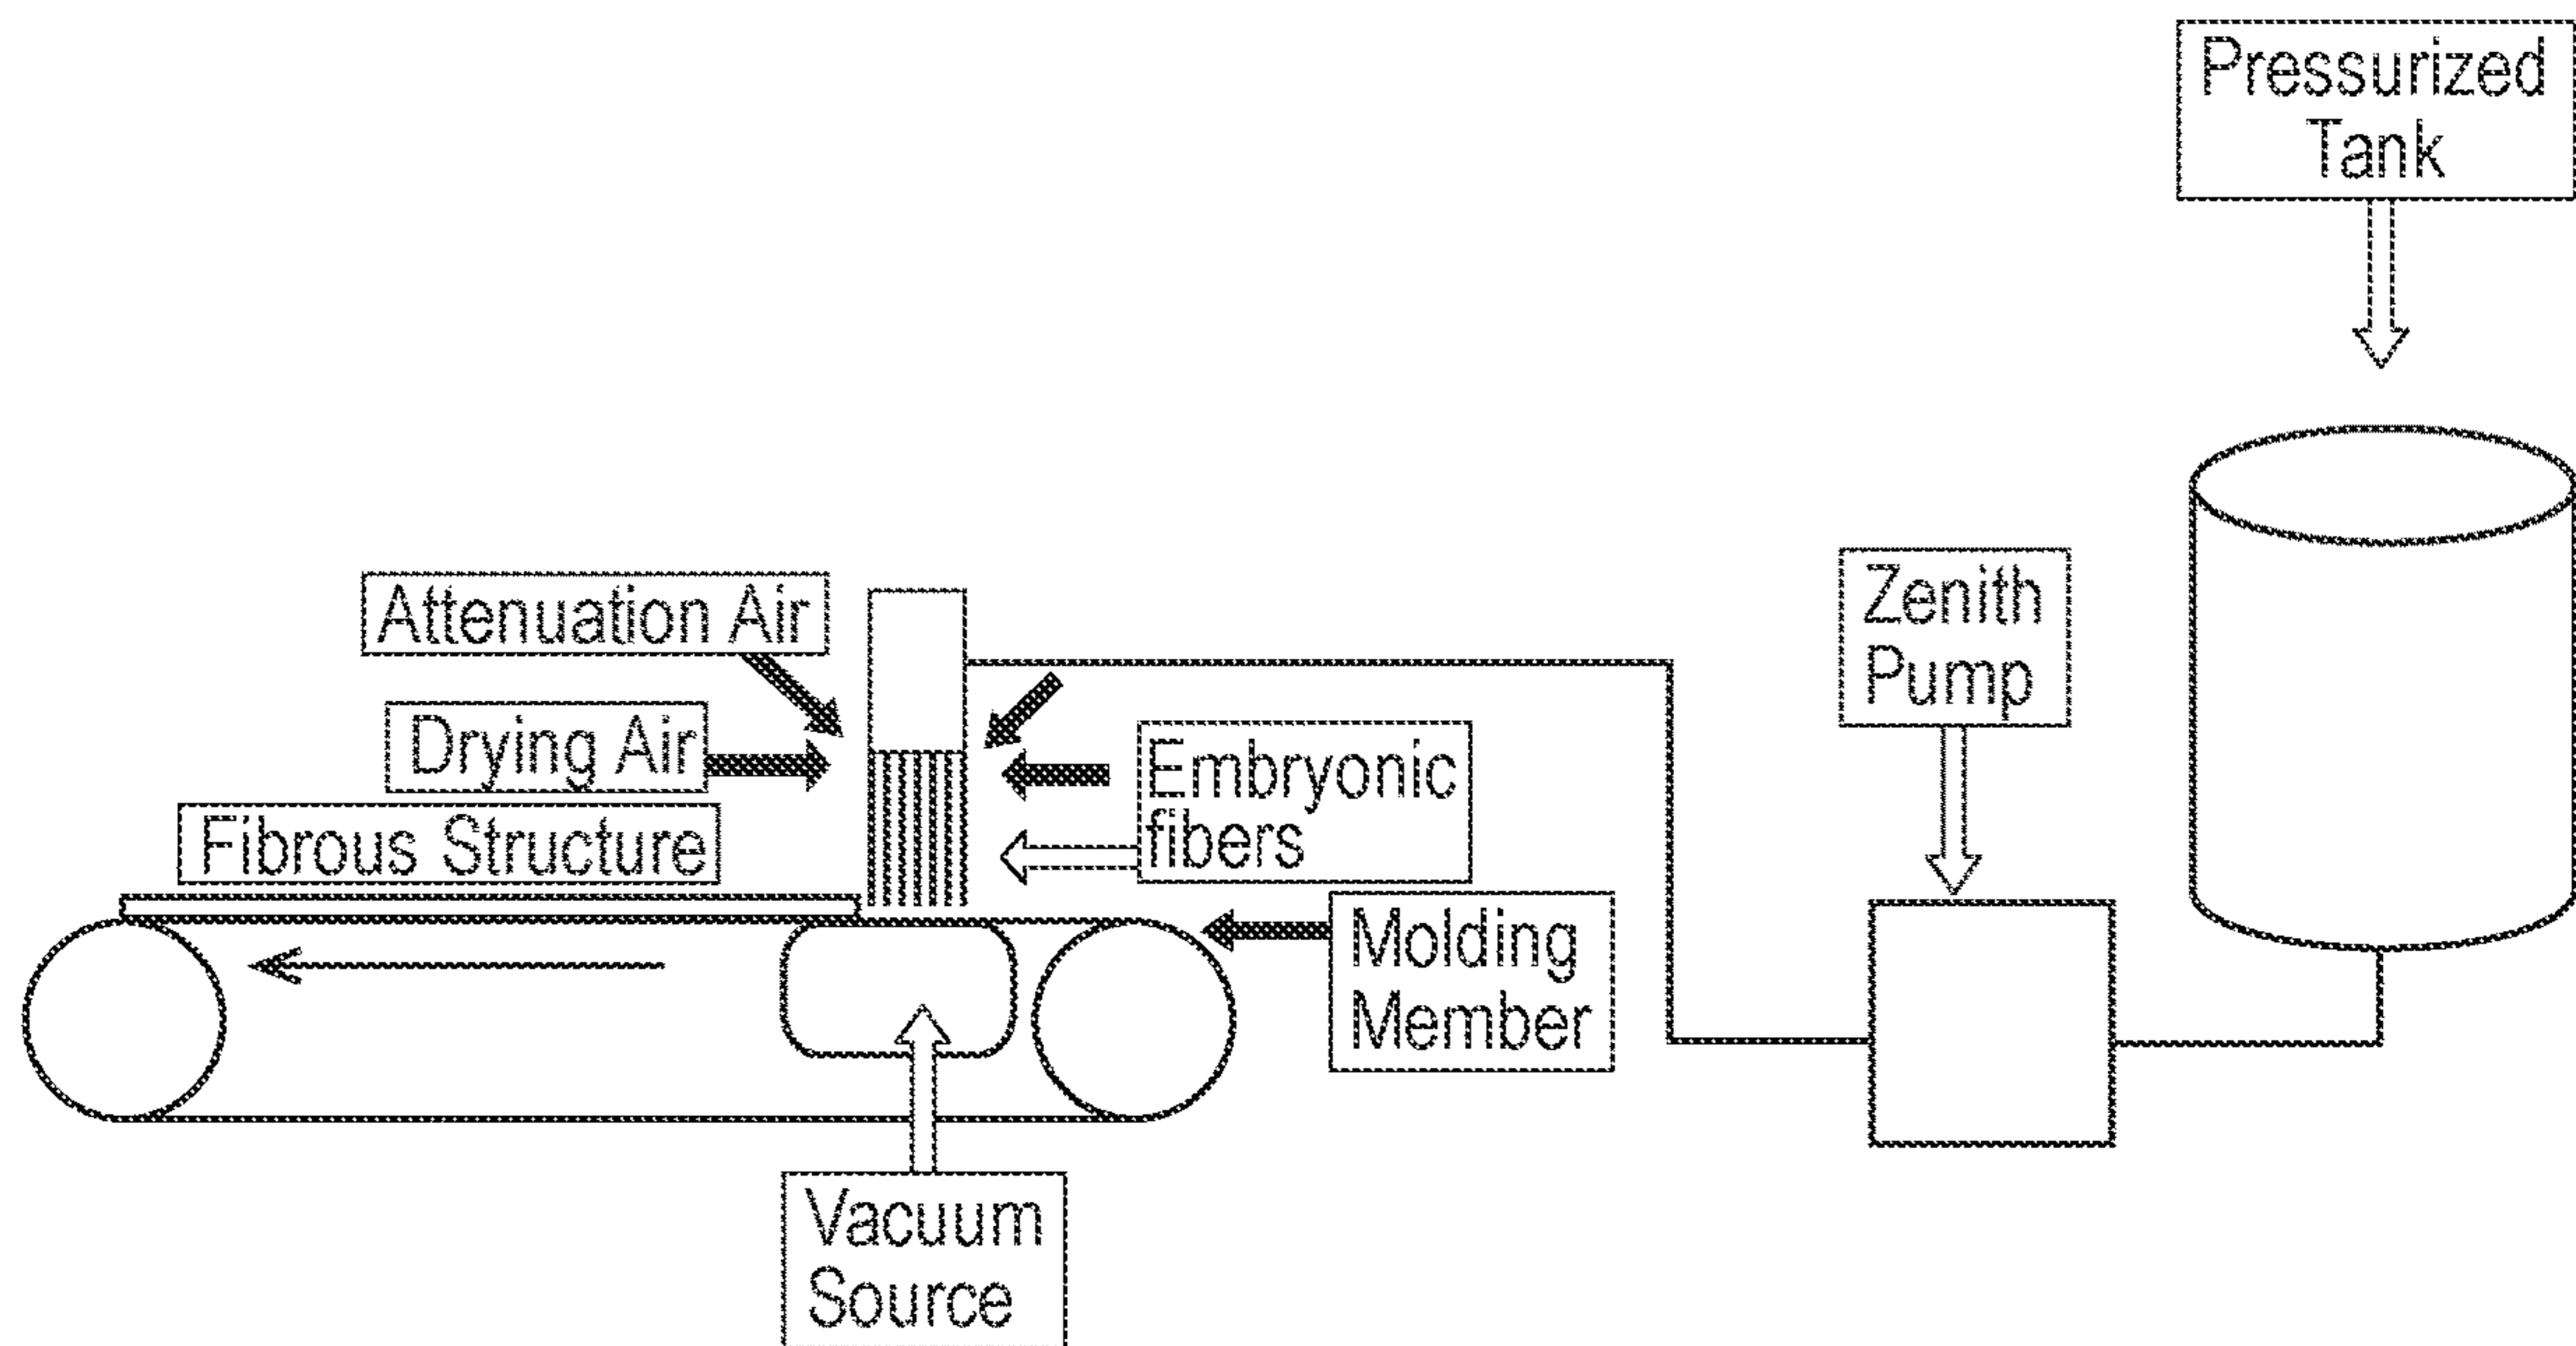 Pressurized
Tank
Attenuation Air
Zenith
Pump
Drying Air
Embryonic
fibers
Fibrous Structure
Molding
Member
Vacuum
Source